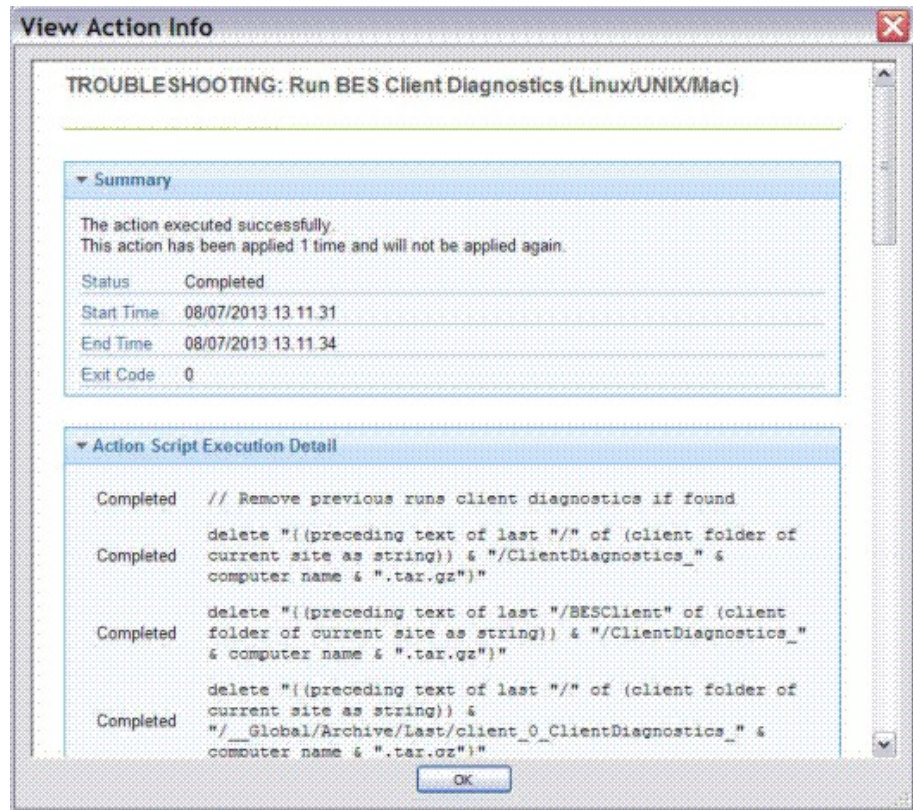 View Action Info
TROUBLESHOOTING: Run BES Client Diagnostics (Linux/UNIX/Mac)
Summary
The action executed successfully.
This action has been applied 1 time and will not be applied again.
Status Completed
Start Time 08/07/2013 13.11.31
End Time 08/07/2013 13.11.34
Exit Code 0
Action Script Execution Detail
Completed // Remove previous runs client diagnostics if found
delete "{(preceding text of last "/" of (client folder of
current site as string)) & "/ClientDiagnostics_" &
Completed
computer name & ".tar.gz"}"
delete "{(preceding text of last "/BESClient" of (client
Completed folder of current site as string)) & "/ClientDiagnostics_"
& computer name & ".tar.gz"}"
delete "{(preceding text of last "/" of (client folder of
current site as string)) &
Completed
"/__Global/Archive/Last/client_0_ClientDiagnostics_" &
computer name & ".tar.gz"}"
OK